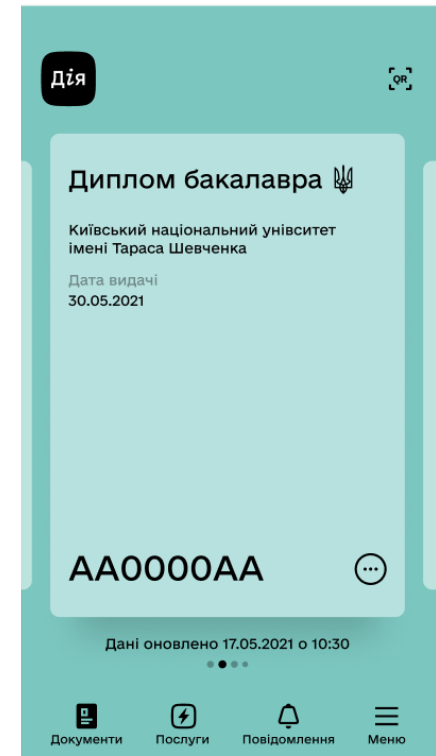 Дія
QR
Диплом бакалавра
Київський національний унівситет
імені Тараса Шевченка
Дата видачі
30.05.2021
АА0000АА
Дані оновлено 17.05.2021 о 10:30
Документи Послуги Повідомлення Меню